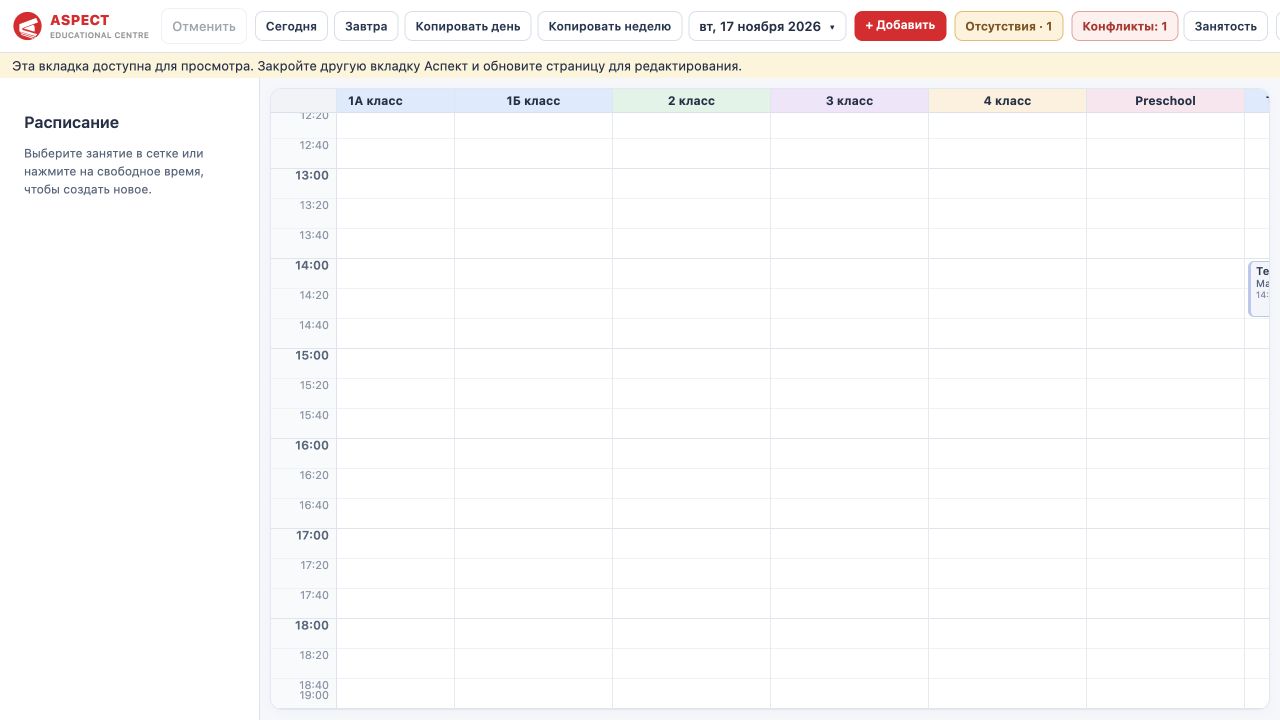 ASPECT
EDUCATIONAL CENTRE
Отменить
Сегодня
Завтра
Копировать день
Копировать неделю
вт, 17 ноября 2026
+ Добавить
Отсутствия · 1
Конфликты: 1
Занятость
Эта вкладка доступна для просмотра. Закройте другую вкладку Аспект и обновите страницу для редактирования.
Расписание
Выберите занятие в сетке или
нажмите на свободное время,
чтобы создать новое.
1А класс
1Б класс
2 класс
3 класс
4 класс
Preschool
12:20
12:40
13:00
13:20
13:40
14:00
14:20
14:40
15:00
15:20
15:40
16:00
16:20
16:40
17:00
17:20
17:40
18:00
18:20
18:40
19:00